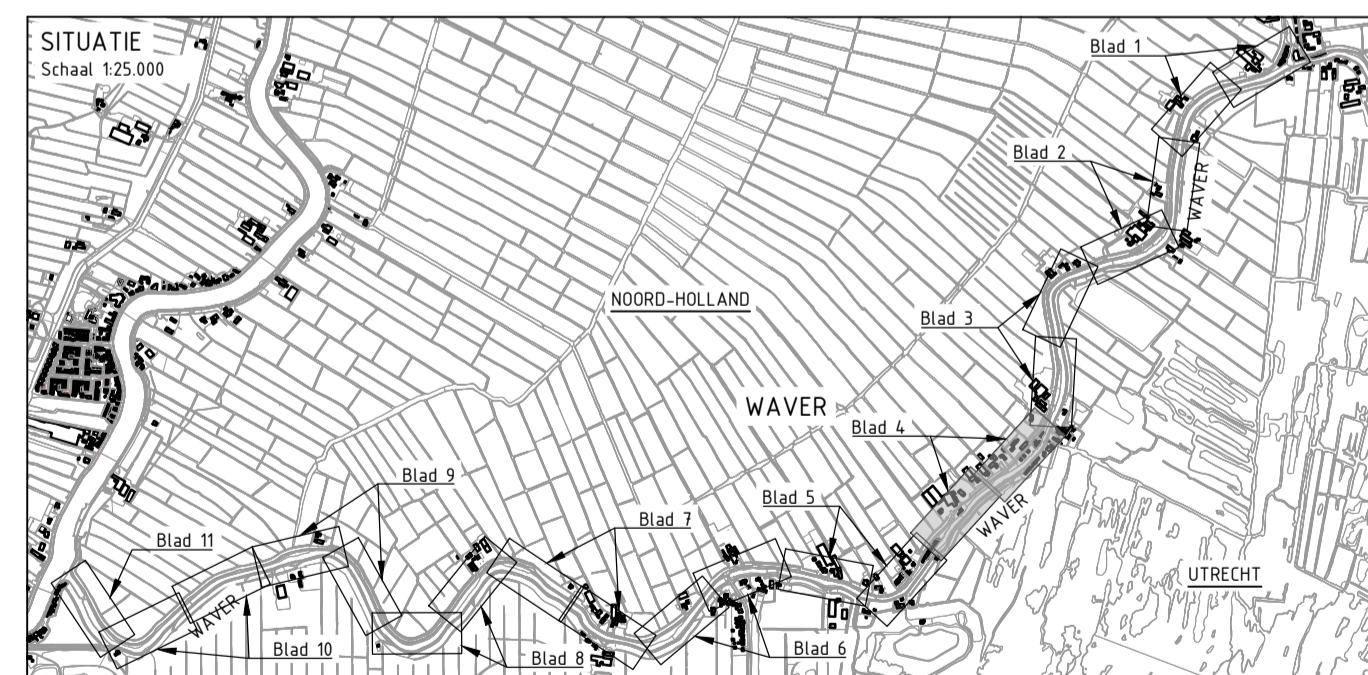 SITUATIE
Schaal 1:25.000
Blad 1
Blad 2
WAVER
NOORD-HOLLAND
Blad 3
WAVER
Blad 4
Blad 9
Blad 5
Blad 7
WAVER
Blad 11
UTRECHT
WAVER
Blad 10
Blad 8
Blad 6